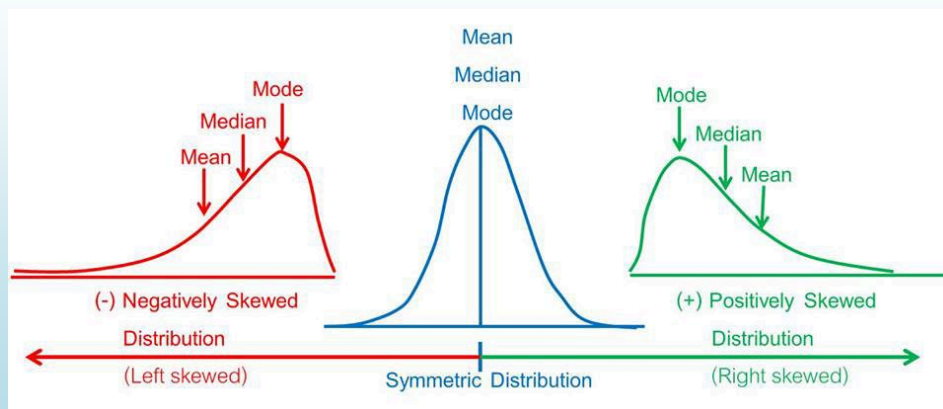 Mean
Median
Mode
Mode
Median
Mean
Mode
Median
Mean
(-) Negatively Skewed
Distribution
(Left skewed)
Symmetric Distribution
(+) Positively Skewed
Distribution
(Right skewed)